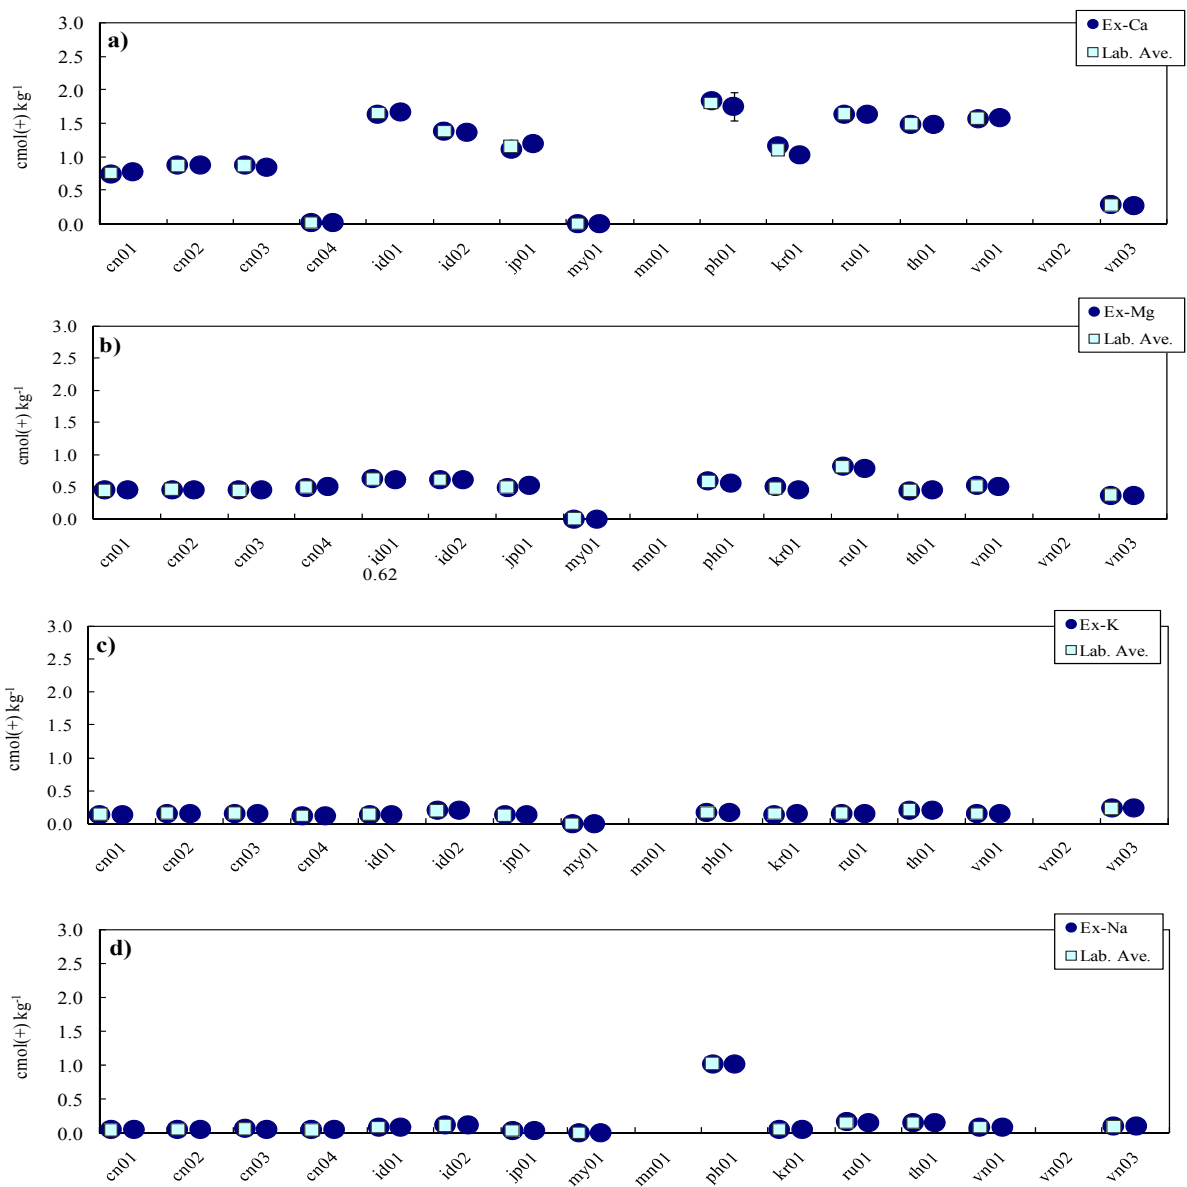 a)
Ex-Ca
Lab. Ave.
cmol(+) kg-1
3.0
2.5
2.0
1.5
1.0
0.5
0.0
cn01 cn02 cn03 cn04 id01 id02 jp01 my01 mn01 ph01 kr01 ru01 th01 vn01 vn02 vn03
b)
Ex-Mg
Lab. Ave.
cmol(+) kg-1
3.0
2.5
2.0
1.5
1.0
0.5
0.0
cn01 cn02 cn03 cn04 id01 id02 jp01 my01 mn01 ph01 kr01 ru01 th01 vn01 vn02 vn03
0.62
c)
Ex-K
Lab. Ave.
cmol(+) kg-1
3.0
2.5
2.0
1.5
1.0
0.5
0.0
cn01 cn02 cn03 cn04 id01 id02 jp01 my01 mn01 ph01 kr01 ru01 th01 vn01 vn02 vn03
d)
Ex-Na
Lab. Ave.
cmol(+) kg-1
3.0
2.5
2.0
1.5
1.0
0.5
0.0
cn01 cn02 cn03 cn04 id01 id02 jp01 my01 mn01 ph01 kr01 ru01 th01 vn01 vn02 vn03